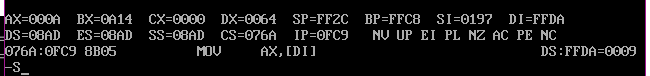 AX=000A BX=0A14 CX=0000 DX=0064 SP=FF2C BP=FFC8 SI=0197 DI=FFDA
DS=08AD ES=08AD SS=08AD CS=076A IP=0FC9 NV UP EI PL NZ AC PE NC
076A:0FC9 8B05 MOV AX,[DI] DS:FFDA=0009
-S_